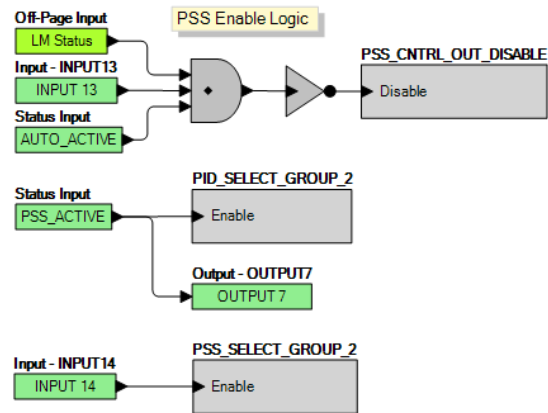 Off-Page Input
PSS Enable Logic
LM Status
Input - INPUT13
INPUT 13
PSS_CNTRL_OUT_DISABLE
Disable
Status Input
AUTO_ACTIVE
Status Input
PSS_ACTIVE
PID_SELECT_GROUP_2
Enable
Output - OUTPUT7
OUTPUT 7
Input - INPUT14
INPUT 14
PSS_SELECT_GROUP_2
Enable